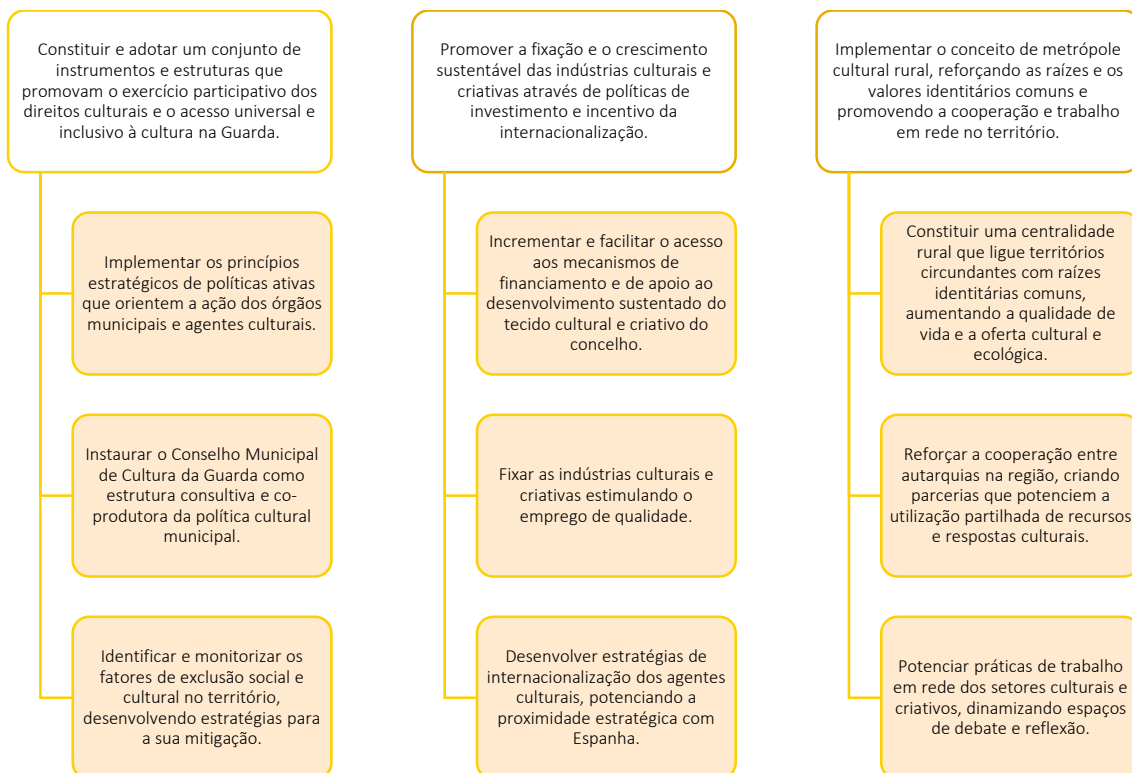 Constituir e adotar um conjunto de
instrumentos e estruturas que
promovam o exercício participativo dos
direitos culturais e o acesso universal e
inclusivo à cultura na Guarda.
Implementar os princípios
estratégicos de políticas ativas
que orientem a ação dos órgãos
municipais e agentes culturais.
Instaurar o Conselho Municipal
de Cultura da Guarda como
estrutura consultiva e co-
produtora da política cultural
municipal.
Identificar e monitorizar os
fatores de exclusão social e
cultural no território,
desenvolvendo estratégias para
a sua mitigação.
Promover a fixação e o crescimento
sustentável das indústrias culturais e
criativas através de políticas de
investimento e incentivo da
internacionalização.
Incrementar e facilitar o acesso
aos mecanismos de
financiamento e de apoio ao
desenvolvimento sustentado do
tecido cultural e criativo do
concelho.
Fixar as indústrias culturais e
criativas estimulando o
emprego de qualidade.
Desenvolver estratégias de
internacionalização dos agentes
culturais, potenciando a
proximidade estratégica com
Espanha.
Implementar o conceito de metrópole
cultural rural, reforçando as raízes e os
valores identitários comuns e
promovendo a cooperação e trabalho
em rede no território.
Constituir uma centralidade
rural que ligue territórios
circundantes com raízes
identitárias comuns,
aumentando a qualidade de
vida e a oferta cultural e
ecológica.
Reforçar a cooperação entre
autarquias na região, criando
parcerias que potenciem a
utilização partilhada de recursos
e respostas culturais.
Potenciar práticas de trabalho
em rede dos setores culturais e
criativos, dinamizando espaços
de debate e reflexão.